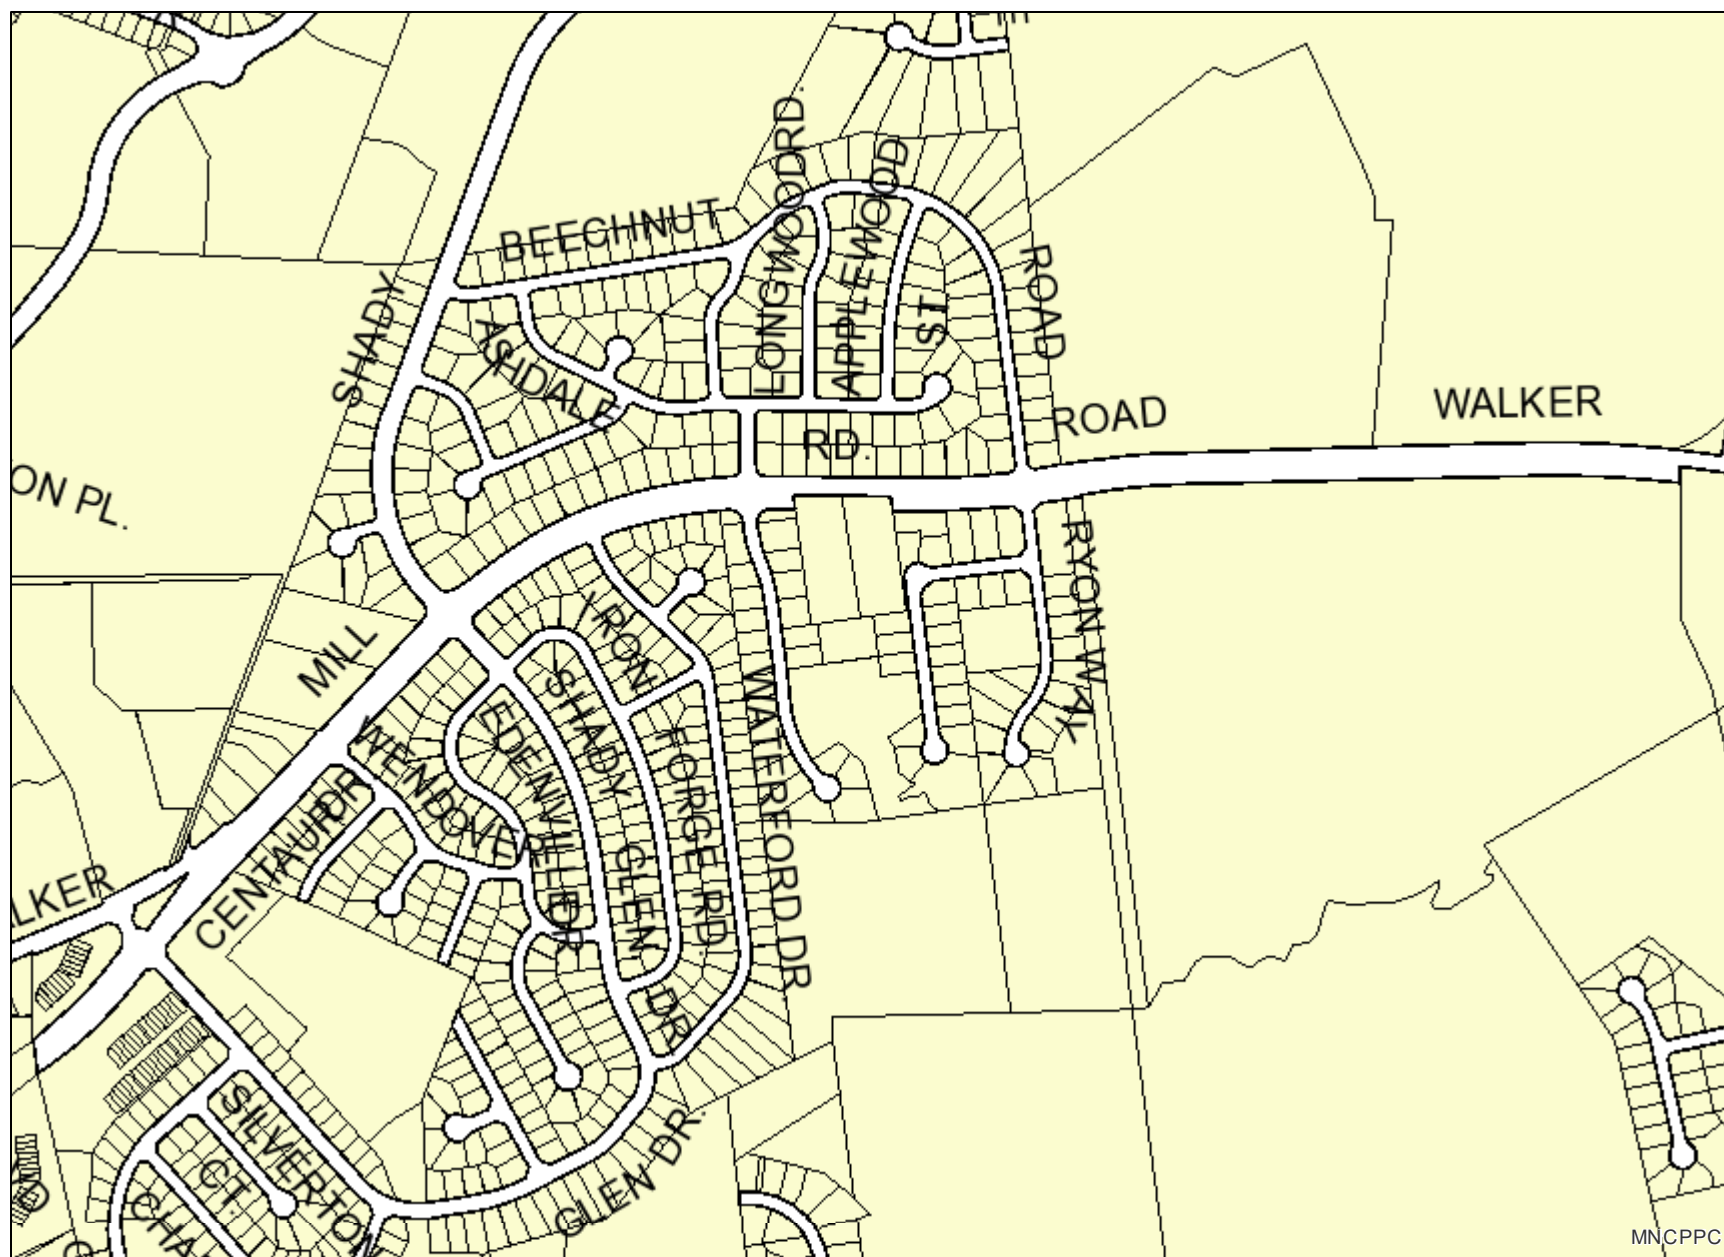 LONGWOOD RD.
APPLEWOOD
BEECHNUT
ROAD
SHADY
ST
ASHDALE
RD.
ROAD
WALKER
ON PL.
RYON WAY
MILL
IRON
SHADY
EDENVILLE DR
WENDOVER
WATERFORD DR.
FORGE RD.
CENTAUR DR
GLEN
LKER
DR.
SILVERTON
CT.
GLEN DR.
CHA
MNCPPC